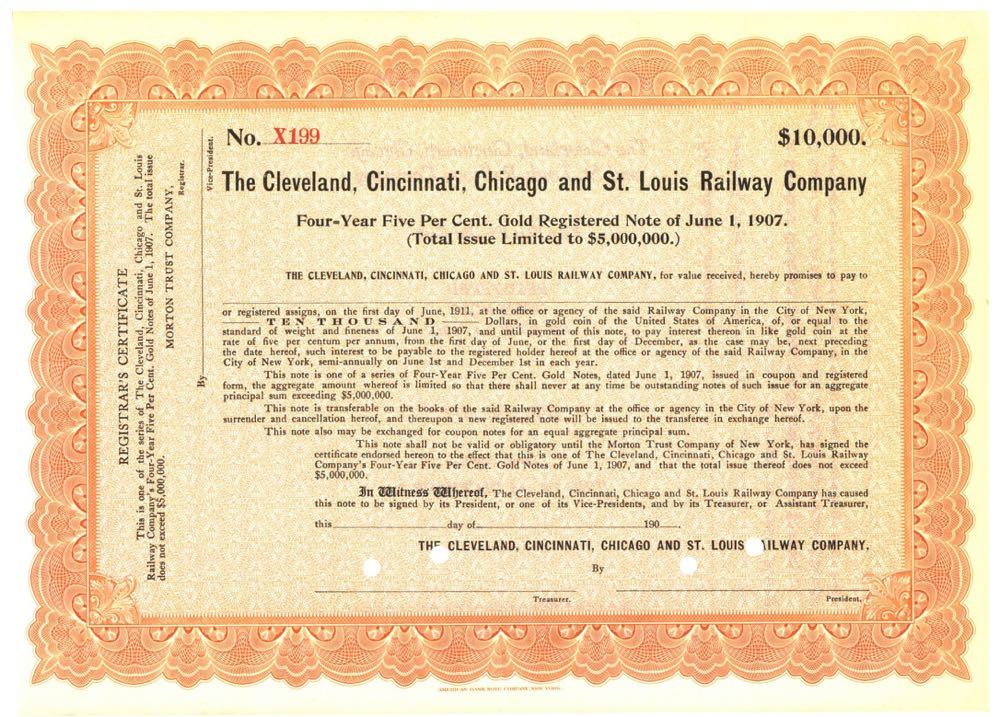 No. X199
$10,000.
The Cleveland, Cincinnati, Chicago and St. Louis Railway Company
Four-Year Five Per Cent. Gold Registered Note of June 1, 1907.
(Total Issue Limited to $5,000,000.)
THE CLEVELAND, CINCINNATI, CHICAGO AND ST. LOUIS RAILWAY COMPANY, for value received, hereby promises to pay to
or registered assigns, on the first day of June, 1911, at the office or agency of the said Railway Company in the City of New York,
TEN THOUSAND Dollars, in gold coin of the United States of America, of, or equal to the
standard of weight and fineness of June 1, 1907, and until payment of this note, to pay interest thereon in like gold coin at the
rate of five per centum per annum, from the first day of June, or the first day of December, as the case may be, next preceding
the date hereof, such interest to be payable to the registered holder hereof at the office or agency of the said Railway Company, in the
City of New York, semi-annually on June 1st and December 1st in each year.
This note is one of a series of Four-Year Five Per Cent. Gold Notes, dated June 1, 1907, issued in coupon and registered
form, the aggregate amount whereof is limited so that there shall never at any time be outstanding notes of such issue for an aggregate
principal sum exceeding $5,000,000.
This note is transferable on the books of the said Railway Company at the office or agency in the City of New York, upon the
surrender and cancellation hereof, and thereupon a new registered note will be issued to the transferee in exchange hereof.
This note also may be exchanged for coupon notes for an equal aggregate principal sum.
This note shall not be valid or obligatory until the Morton Trust Company of New York, has signed the
certificate endorsed hereon to the effect that this is one of The Cleveland, Cincinnati, Chicago and St. Louis Railway
Company's Four-Year Five Per Cent. Gold Notes of June 1, 1907, and that the total issue thereof does not exceed
$5,000,000.
In Witness Whereof, The Cleveland, Cincinnati, Chicago and St. Louis Railway Company has caused
this note to be signed by its President, or one of its Vice-Presidents, and by its Treasurer, or Assistant Treasurer,
this day of 190 .
THE CLEVELAND, CINCINNATI, CHICAGO AND ST. LOUIS RAILWAY COMPANY,
By
Treasurer.
President.
REGISTRAR'S CERTIFICATE
This is one of the series of The Cleveland, Cincinnati, Chicago and St. Louis
Railway Company's Four-Year Five Per Cent. Gold Notes of June 1, 1907. The total issue
does not exceed $5,000,000.
MORTON TRUST COMPANY,
Registrar.
By
Vice-President.
AMERICAN BANK NOTE COMPANY, NEW YORK.